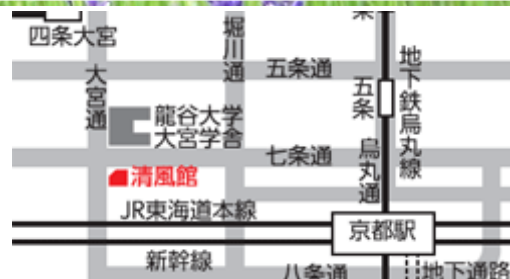 四条大宮
堀川通
大宮通
五条通
五条
地下鉄烏丸線
龍谷大学
大宮学舎
七条通
烏丸通
清風館
JR東海道本線
京都駅
新幹線
八条通
地下通路